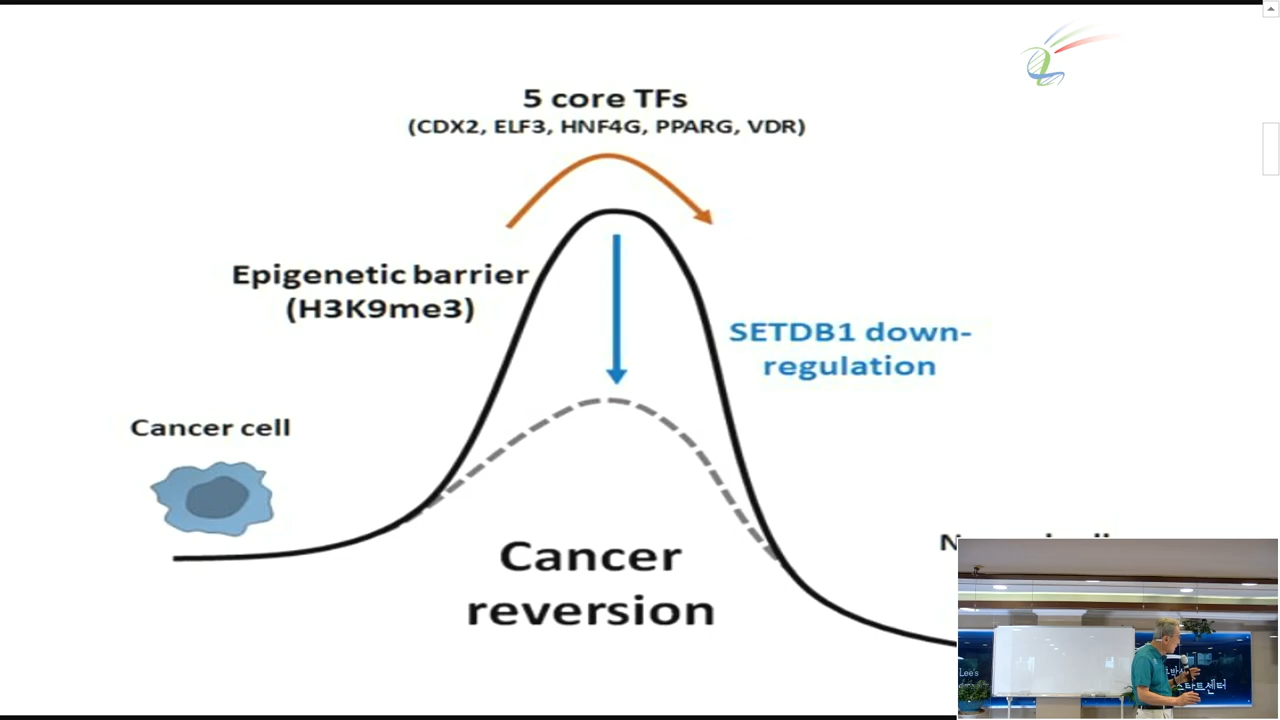 5 core TFs
(CDX2, ELF3, HNF4G, PPARG, VDR)
Epigenetic barrier
(H3K9me3)
SETDB1 down-
regulation
Cancer cell
Cancer
reversion
Lee's
스타트센터